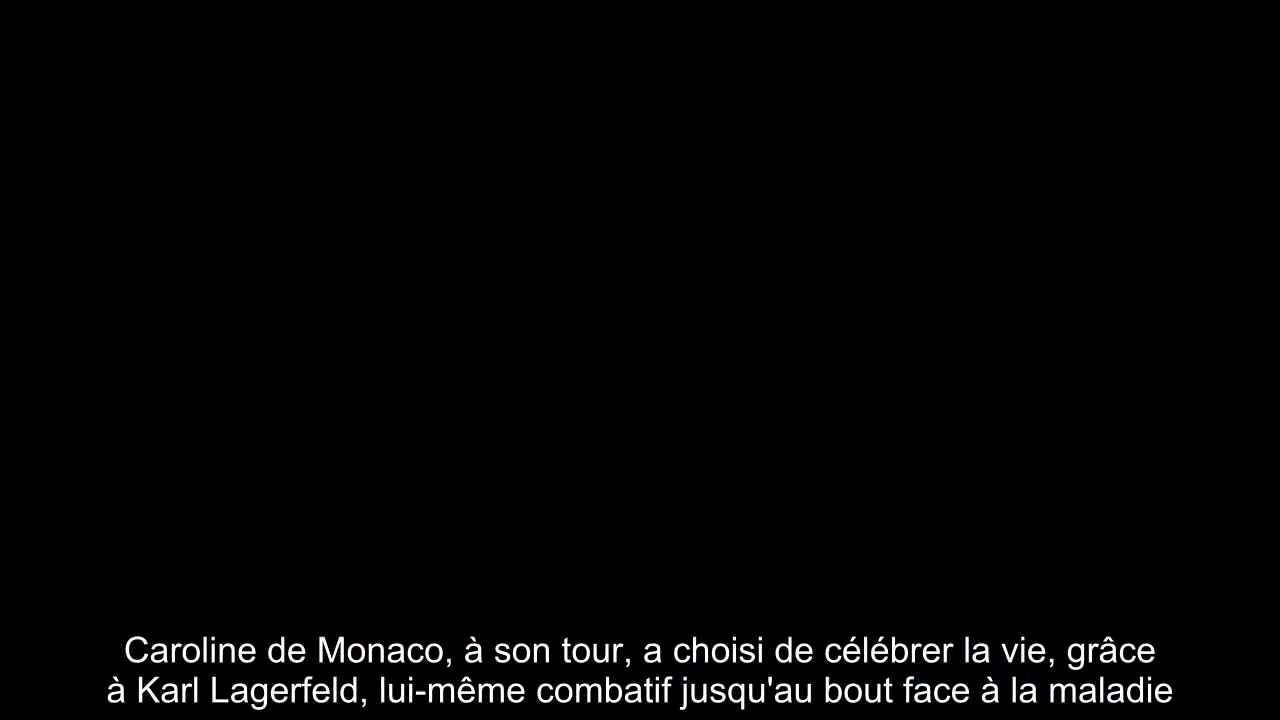 Caroline de Monaco, à son tour, a choisi de célébrer la vie, grâce
à Karl Lagerfeld, lui-même combatif jusqu'au bout face à la maladie